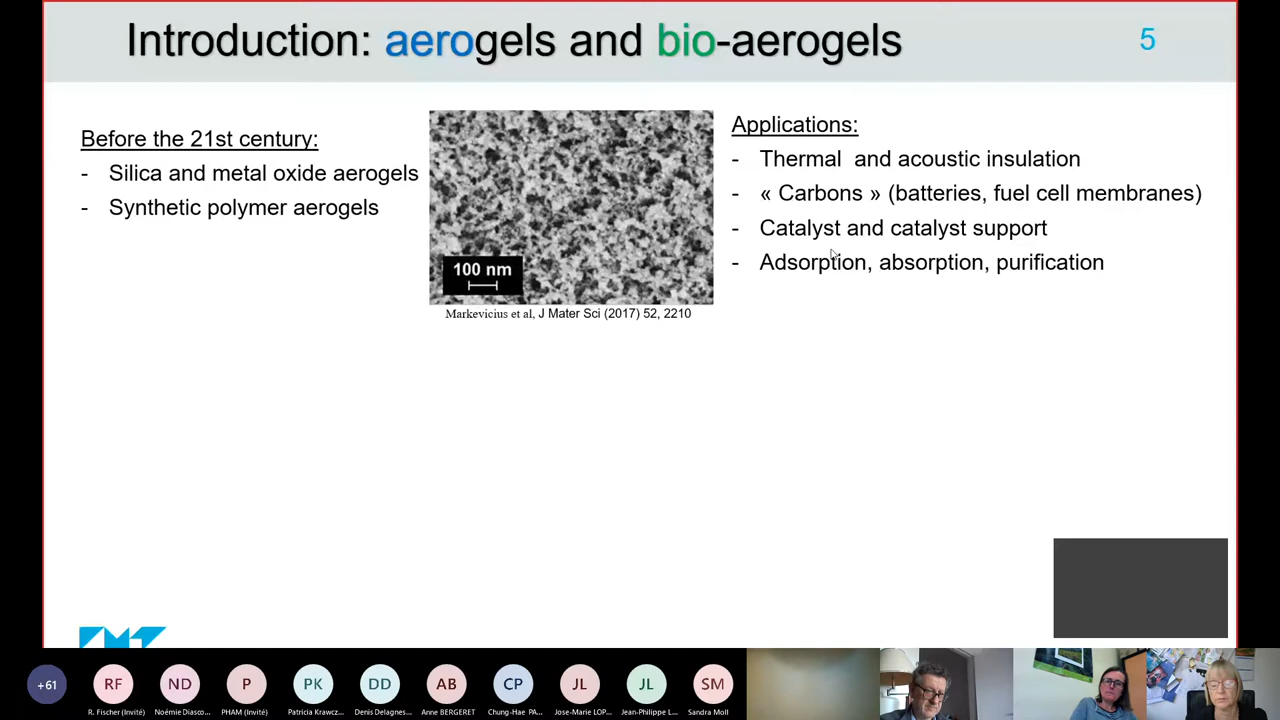 Introduction: aerogels and bio-aerogels
5
Before the 21st century:
- Silica and metal oxide aerogels
- Synthetic polymer aerogels
100 nm
Markevicius et al, J Mater Sci (2017) 52, 2210
Applications:
- Thermal and acoustic insulation
- « Carbons » (batteries, fuel cell membranes)
- Catalyst and catalyst support
- Adsorption, absorption, purification
+61
RF
ND
P
PK
DD
AB
CP
JL
JL
SM
R. Fischer (Invité)
Noémie Diasco...
PHAM (Invité)
Patricia Krawcz...
Denis Delagnes...
Anne BERGERET
Chung-Hae PA...
Jose-Marie LOP...
Jean-Philippe L...
Sandra Moll